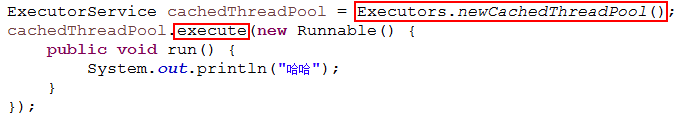 ExecutorService cachedThreadPool = Executors.newCachedThreadPool();
cachedThreadPool.execute(new Runnable() {
    public void run() {
        System.out.println("哈哈");
    }
});